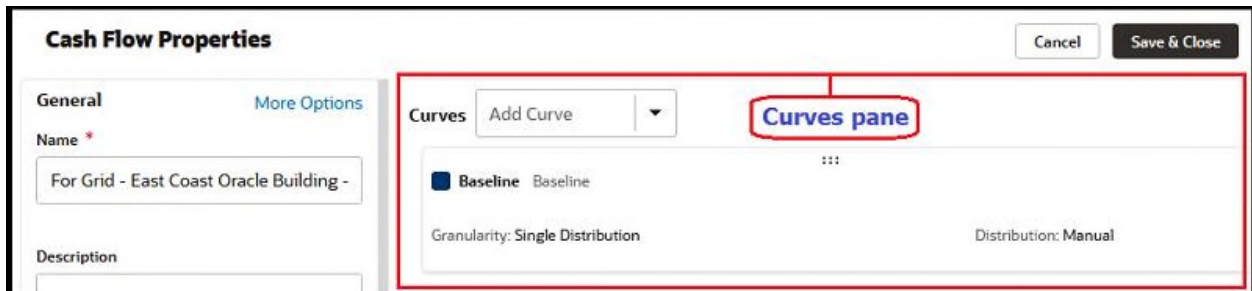 Cash Flow Properties
Cancel
Save & Close
General
More Options
Name *
For Grid - East Coast Oracle Building -
Description
Curves
Add Curve
Curves pane
Baseline Baseline
Granularity: Single Distribution
Distribution: Manual